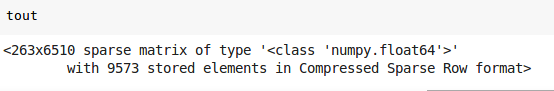 tout
<263x6510 sparse matrix of type '<class 'numpy.float64'>'
with 9573 stored elements in Compressed Sparse Row format>